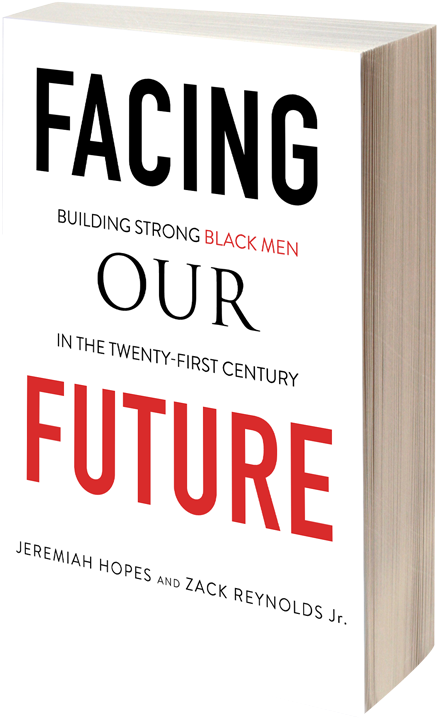 FACING
BUILDING STRONG BLACK MEN
OUR
IN THE TWENTY-FIRST CENTURY
FUTURE
JEREMIAH HOPES AND ZACK REYNOLDS Jr.